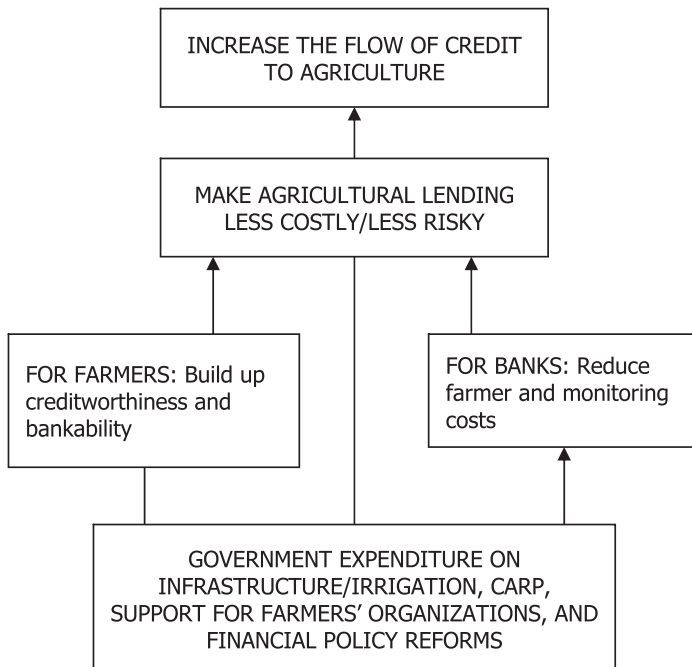 INCREASE THE FLOW OF CREDIT
TO AGRICULTURE
MAKE AGRICULTURAL LENDING
LESS COSTLY/LESS RISKY
FOR FARMERS: Build up
creditworthiness and
bankability
FOR BANKS: Reduce
farmer and monitoring
costs
GOVERNMENT EXPENDITURE ON
INFRASTRUCTURE/IRRIGATION, CARP,
SUPPORT FOR FARMERS’ ORGANIZATIONS, AND
FINANCIAL POLICY REFORMS